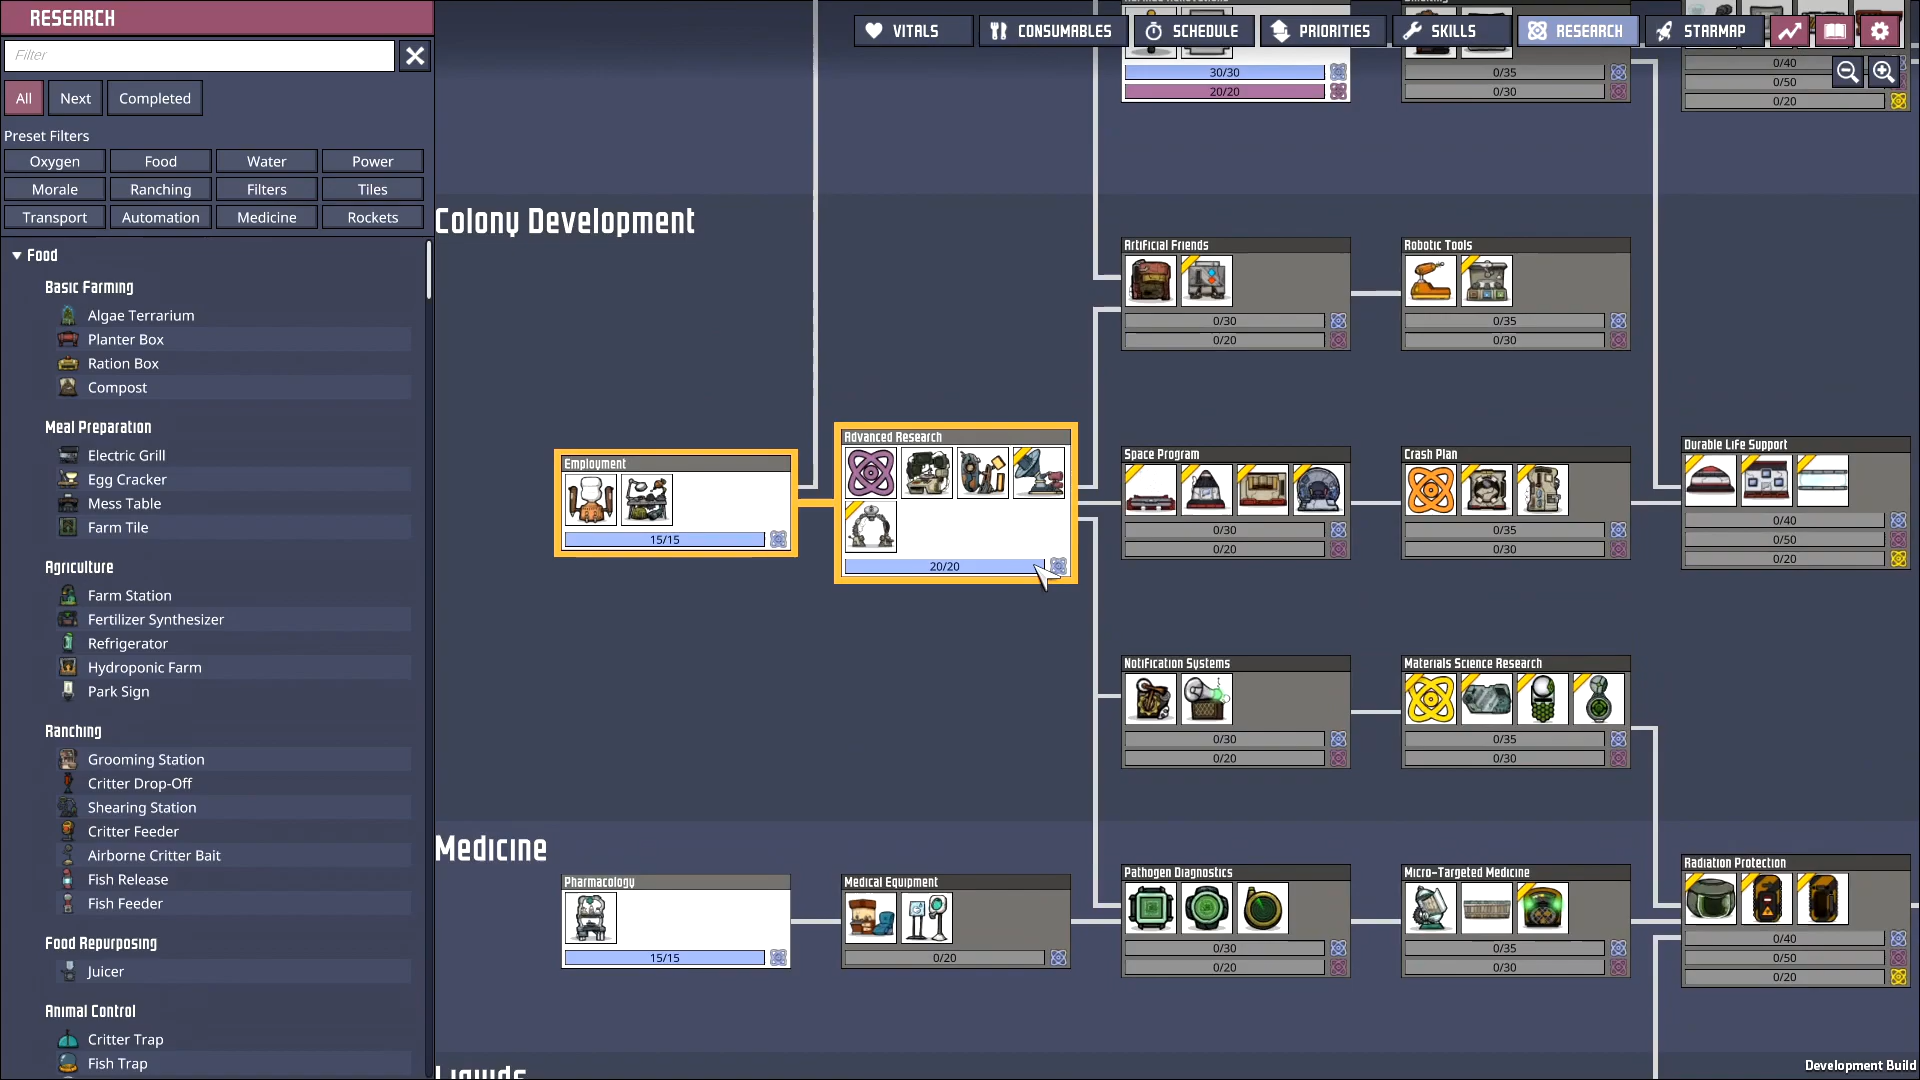 RESEARCH
VITALS
CONSUMABLES
SCHEDULE
PRIORITIES
SKILLS
RESEARCH
STARMAP
Filter
All
Next
Completed
Preset Filters
Oxygen
Food
Water
Power
Morale
Ranching
Filters
Tiles
Transport
Automation
Medicine
Rockets
Food
Basic Farming
Algae Terrarium
Planter Box
Ration Box
Compost
Meal Preparation
Electric Grill
Egg Cracker
Mess Table
Farm Tile
Agriculture
Farm Station
Fertilizer Synthesizer
Refrigerator
Hydroponic Farm
Park Sign
Ranching
Grooming Station
Critter Drop-Off
Shearing Station
Critter Feeder
Airborne Critter Bait
Fish Release
Fish Feeder
Food Repurposing
Juicer
Animal Control
Critter Trap
Fish Trap
30/30
20/20
0/35
0/30
0/40
0/50
0/20
Colony Development
Artificial Friends
0/30
0/20
Robotic Tools
0/35
0/30
Employment
15/15
Advanced Research
20/20
Space Program
0/30
0/20
Crash Plan
0/35
0/30
Durable Life Support
0/40
0/50
0/20
Notification Systems
0/30
0/20
Materials Science Research
0/35
0/30
Medicine
Pharmacology
15/15
Medical Equipment
0/20
Pathogen Diagnostics
0/30
0/20
Micro-Targeted Medicine
0/35
0/30
Radiation Protection
0/40
0/50
0/20
Liquids
Development Build